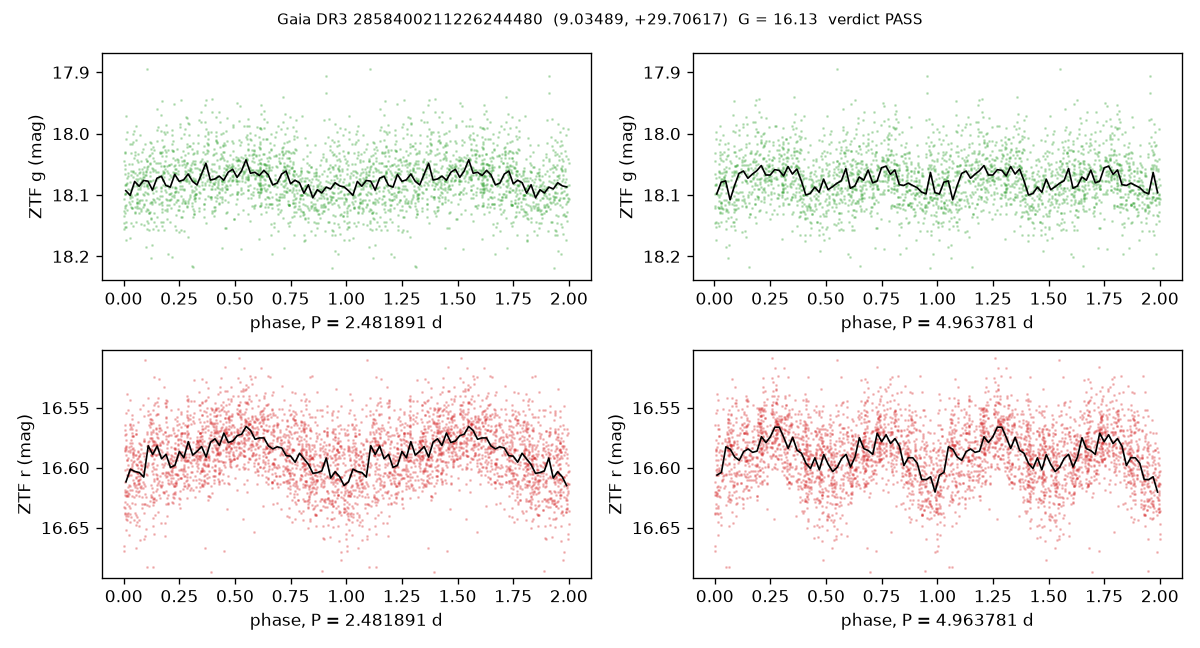 Gaia DR3 2858400211226244480 (9.03489, +29.70617) G = 16.13 verdict PASS
ZTF g (mag)
17.9
18.0
18.1
18.2
0.00 0.25 0.50 0.75 1.00 1.25 1.50 1.75 2.00
phase, P = 2.481891 d
ZTF g (mag)
17.9
18.0
18.1
18.2
0.00 0.25 0.50 0.75 1.00 1.25 1.50 1.75 2.00
phase, P = 4.963781 d
ZTF r (mag)
16.55
16.60
16.65
0.00 0.25 0.50 0.75 1.00 1.25 1.50 1.75 2.00
phase, P = 2.481891 d
ZTF r (mag)
16.55
16.60
16.65
0.00 0.25 0.50 0.75 1.00 1.25 1.50 1.75 2.00
phase, P = 4.963781 d